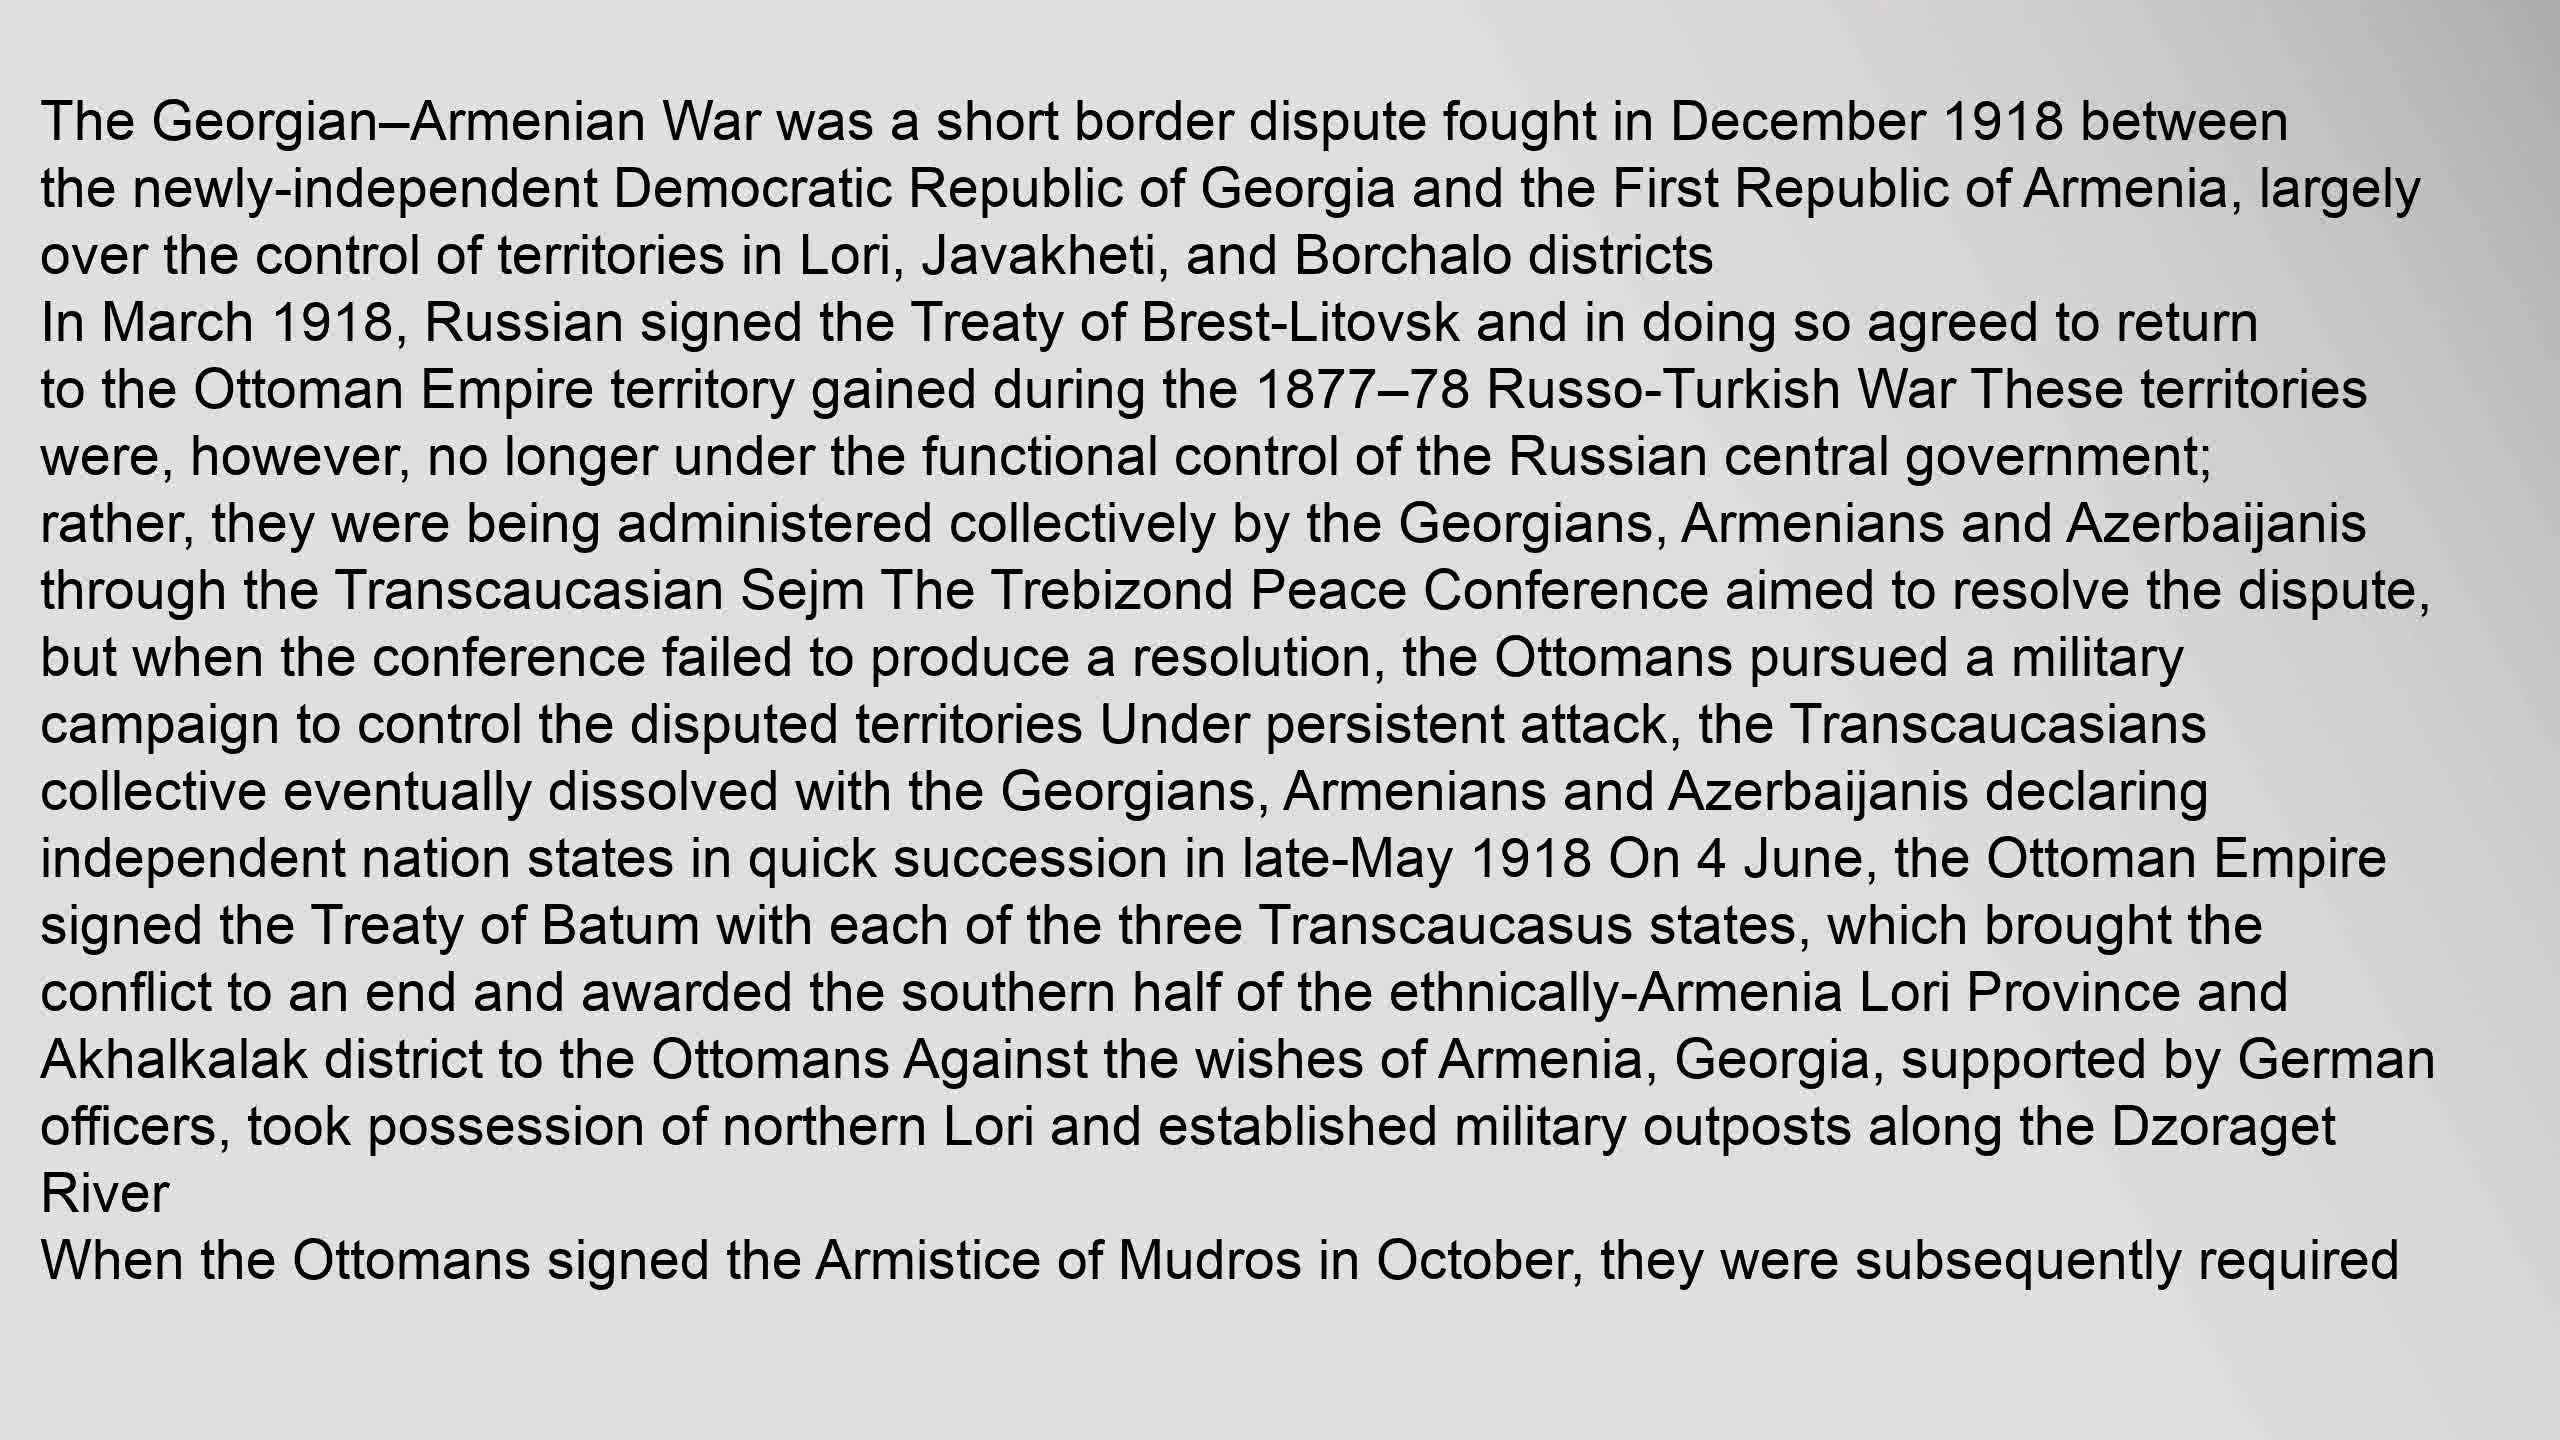 The Georgian–Armenian War was a short border dispute fought in December 1918 between
the newly-independent Democratic Republic of Georgia and the First Republic of Armenia, largely
over the control of territories in Lori, Javakheti, and Borchalo districts
In March 1918, Russian signed the Treaty of Brest-Litovsk and in doing so agreed to return
to the Ottoman Empire territory gained during the 1877–78 Russo-Turkish War These territories
were, however, no longer under the functional control of the Russian central government;
rather, they were being administered collectively by the Georgians, Armenians and Azerbaijanis
through the Transcaucasian Sejm The Trebizond Peace Conference aimed to resolve the dispute,
but when the conference failed to produce a resolution, the Ottomans pursued a military
campaign to control the disputed territories Under persistent attack, the Transcaucasians
collective eventually dissolved with the Georgians, Armenians and Azerbaijanis declaring
independent nation states in quick succession in late-May 1918 On 4 June, the Ottoman Empire
signed the Treaty of Batum with each of the three Transcaucasus states, which brought the
conflict to an end and awarded the southern half of the ethnically-Armenia Lori Province and
Akhalkalak district to the Ottomans Against the wishes of Armenia, Georgia, supported by German
officers, took possession of northern Lori and established military outposts along the Dzoraget
River
When the Ottomans signed the Armistice of Mudros in October, they were subsequently required